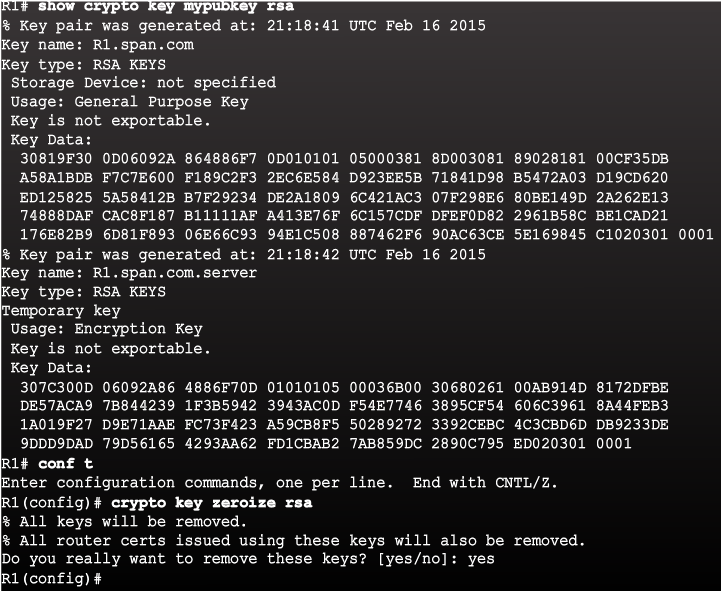 R1# show crypto key mypubkey rsa
% Key pair was generated at: 21:18:41 UTC Feb 16 2015
Key name: R1.span.com
Key type: RSA KEYS
Storage Device: not specified
Usage: General Purpose Key
Key is not exportable.
Key Data:
30819F30 0D06092A 864886F7 0D010101 05000381 8D003081 89028181 00CF35DB
A58A1BDB F7C7E600 F189C2F3 2EC6E584 D923EE5B 71841D98 B5472A03 D19CD620
ED125825 5A58412B B7F29234 DE2A1809 6C421AC3 07F298E6 80BE149D 2A262E13
74888DAF CAC8F187 B11111AF A413E76F 6C157CDF DFEF0D82 2961B58C BE1CAD21
176E82B9 6D81F893 06E66C93 94E1C508 887462F6 90AC63CE 5E169845 C1020301 0001
% Key pair was generated at: 21:18:42 UTC Feb 16 2015
Key name: R1.span.com.server
Key type: RSA KEYS
Temporary key
Usage: Encryption Key
Key is not exportable.
Key Data:
307C300D 06092A86 4886F70D 01010105 00036B00 30680261 00AB914D 8172DFBE
DE57ACA9 7B844239 1F3B5942 3943AC0D F54E7746 3895CF54 606C3961 8A44FEB3
1A019F27 D9E71AAE FC73F423 A59CB8F5 50289272 3392CEBC 4C3CBD6D DB9233DE
9DDD9DAD 79D56165 4293AA62 FD1CBAB2 7AB859DC 2890C795 ED020301 0001
R1# conf t
Enter configuration commands, one per line. End with CNTL/Z.
R1(config)# crypto key zeroize rsa
% All keys will be removed.
% All router certs issued using these keys will also be removed.
Do you really want to remove these keys? [yes/no]: yes
R1(config)#